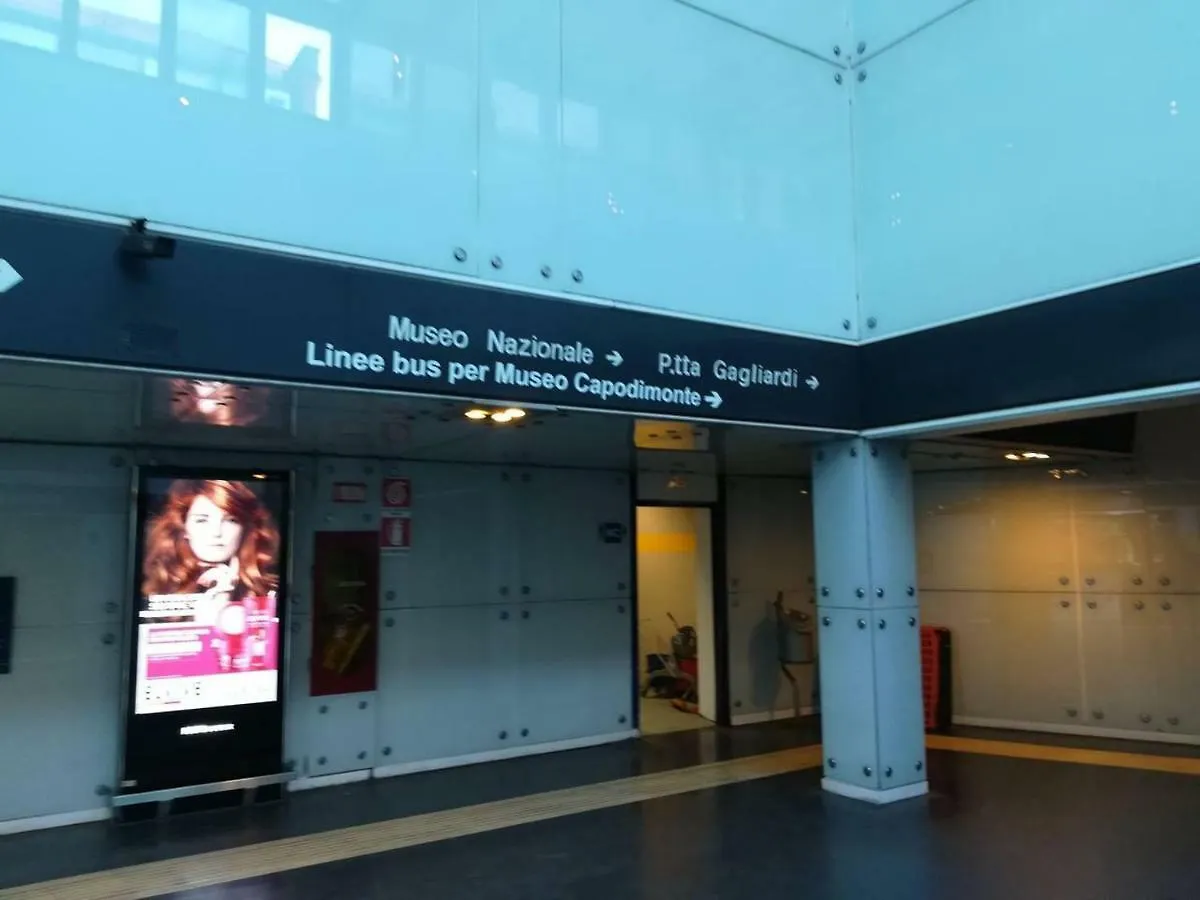 Museo Nazionale → P.tta Gagliardi →
Linee bus per Museo Capodimonte →